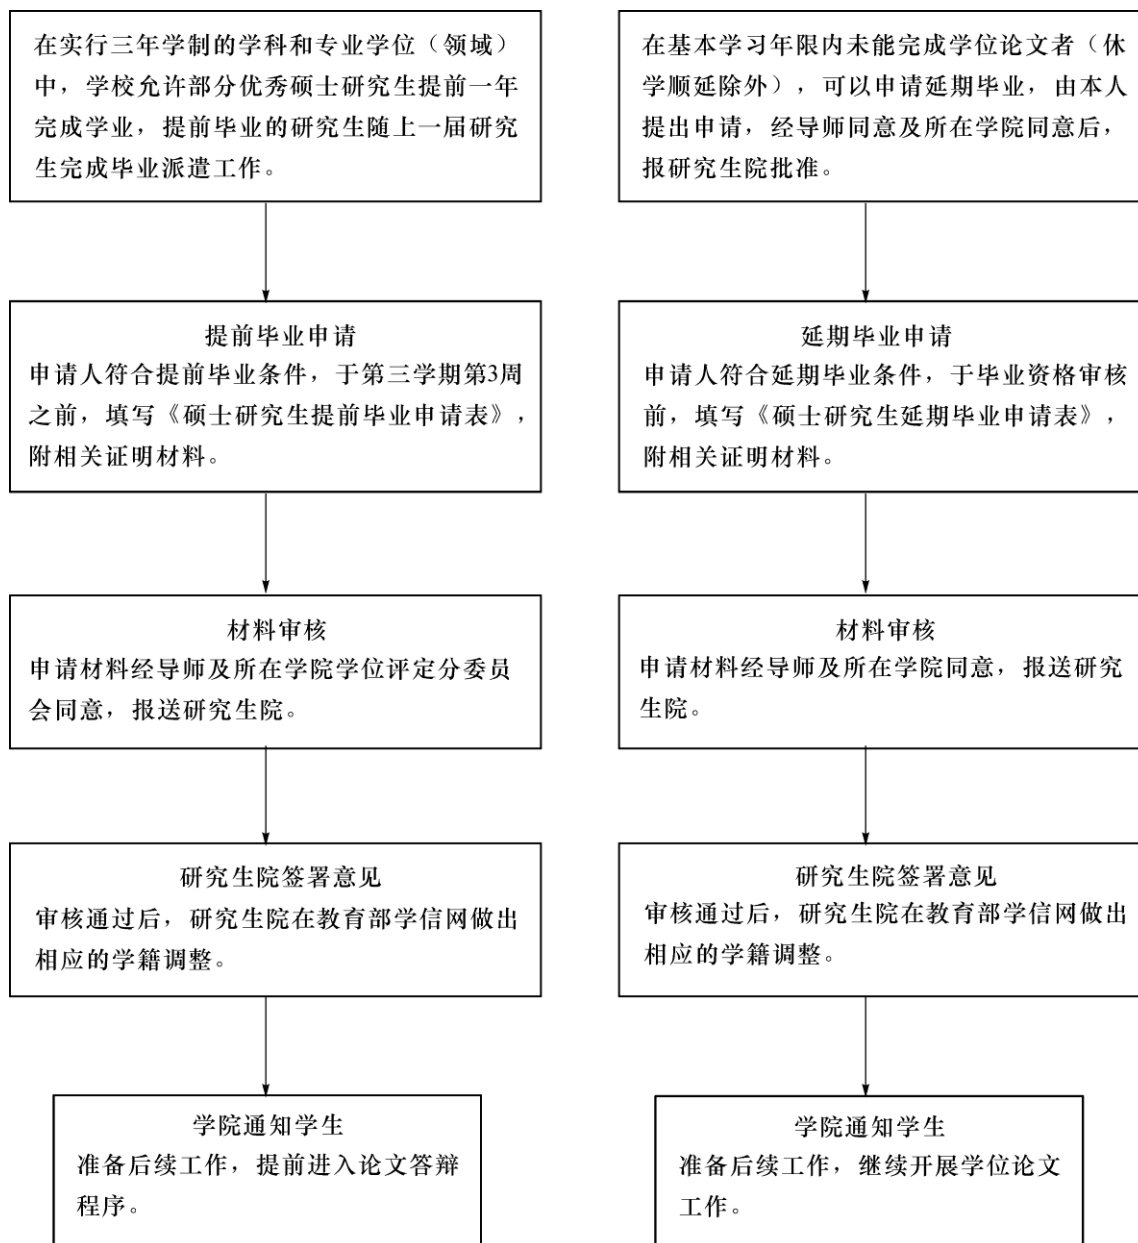 在实行三年学制的学科和专业学位（领域）
中，学校允许部分优秀硕士研究生提前一年
完成学业，提前毕业的研究生随上一届研究
生完成毕业派遣工作。
提前毕业申请
申请人符合提前毕业条件，于第三学期第3周
之前，填写《硕士研究生提前毕业申请表》，
附相关证明材料。
材料审核
申请材料经导师及所在学院学位评定分委员
会同意，报送研究生院。
研究生院签署意见
审核通过后，研究生院在教育部学信网做出
相应的学籍调整。
学院通知学生
准备后续工作，提前进入论文答辩
程序。
在基本学习年限内未能完成学位论文者（休
学顺延除外），可以申请延期毕业，由本人
提出申请，经导师同意及所在学院同意后，
报研究生院批准。
延期毕业申请
申请人符合延期毕业条件，于毕业资格审核
前，填写《硕士研究生延期毕业申请表》，
附相关证明材料。
材料审核
申请材料经导师及所在学院同意，报送研究
生院。
研究生院签署意见
审核通过后，研究生院在教育部学信网做出
相应的学籍调整。
学院通知学生
准备后续工作，继续开展学位论文
工作。